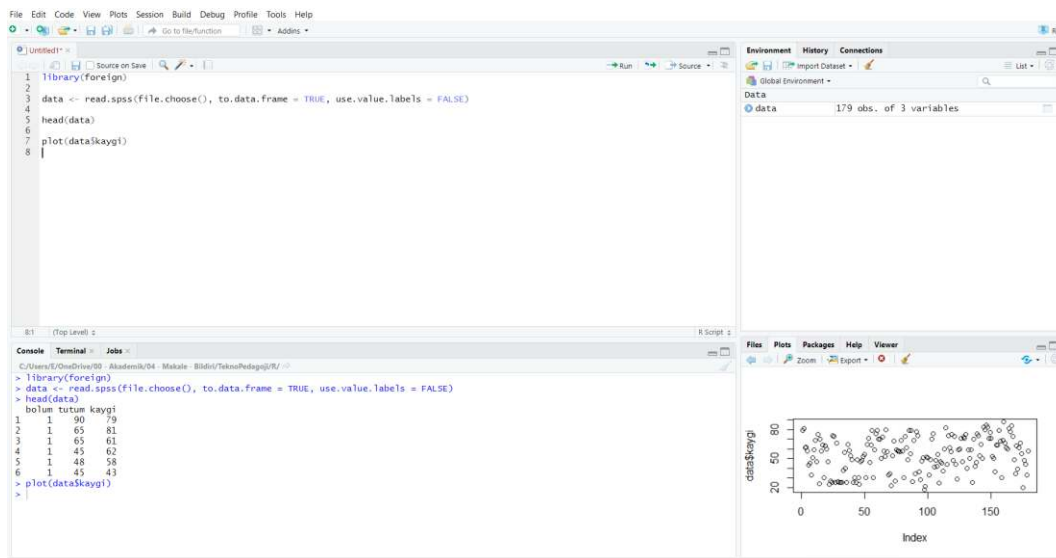 File Edit Code View Plots Session Build Debug Profile Tools Help
Go to file/function Addins
Untitled1*
Source on Save Run Source
1 library(foreign)
2
3 data <- read.spss(file.choose(), to.data.frame = TRUE, use.value.labels = FALSE)
4
5 head(data)
6
7 plot(data$kaygi)
8
8:1 (Top Level) R Script
Console Terminal Jobs
C:/Users/E/OneDrive/00 - Akademik/04 - Makale - Bildiri/TeknoPedagoji/R/
> library(foreign)
> data <- read.spss(file.choose(), to.data.frame = TRUE, use.value.labels = FALSE)
> head(data)
bolum tutum kaygi
1 1 90 79
2 1 65 81
3 1 65 61
4 1 45 62
5 1 48 58
6 1 45 43
> plot(data$kaygi)
>
Environment History Connections
Import Dataset List
Global Environment
Data
data 179 obs. of 3 variables
Files Plots Packages Help Viewer
Zoom Export
data$kaygi
80
50
20
0 50 100 150
Index